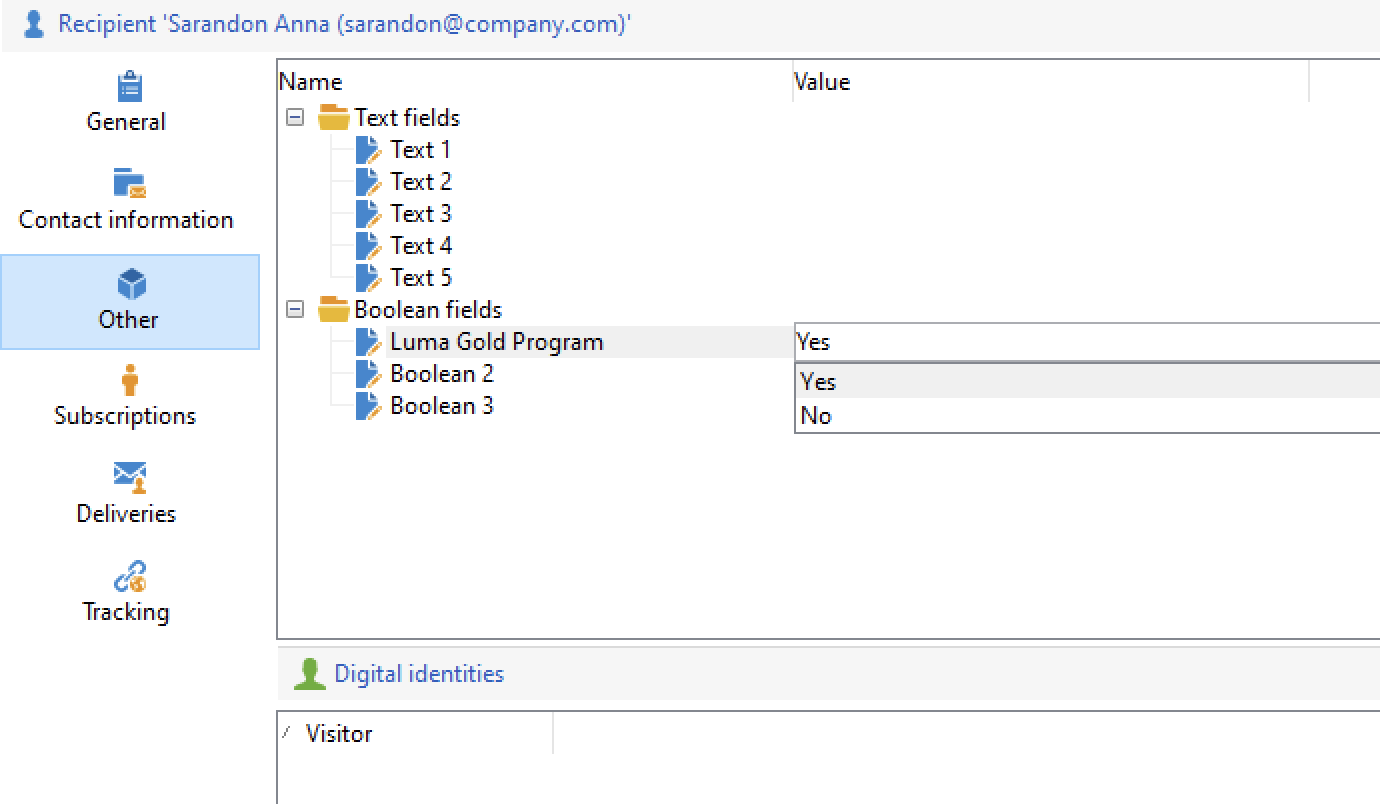 Recipient 'Sarandon Anna (sarandon@company.com)'
General
Contact information
Other
Subscriptions
Deliveries
Tracking
Name Value
Text fields
Text 1
Text 2
Text 3
Text 4
Text 5
Boolean fields
Luma Gold Program Yes
Boolean 2 Yes
Boolean 3 No
Digital identities
Visitor